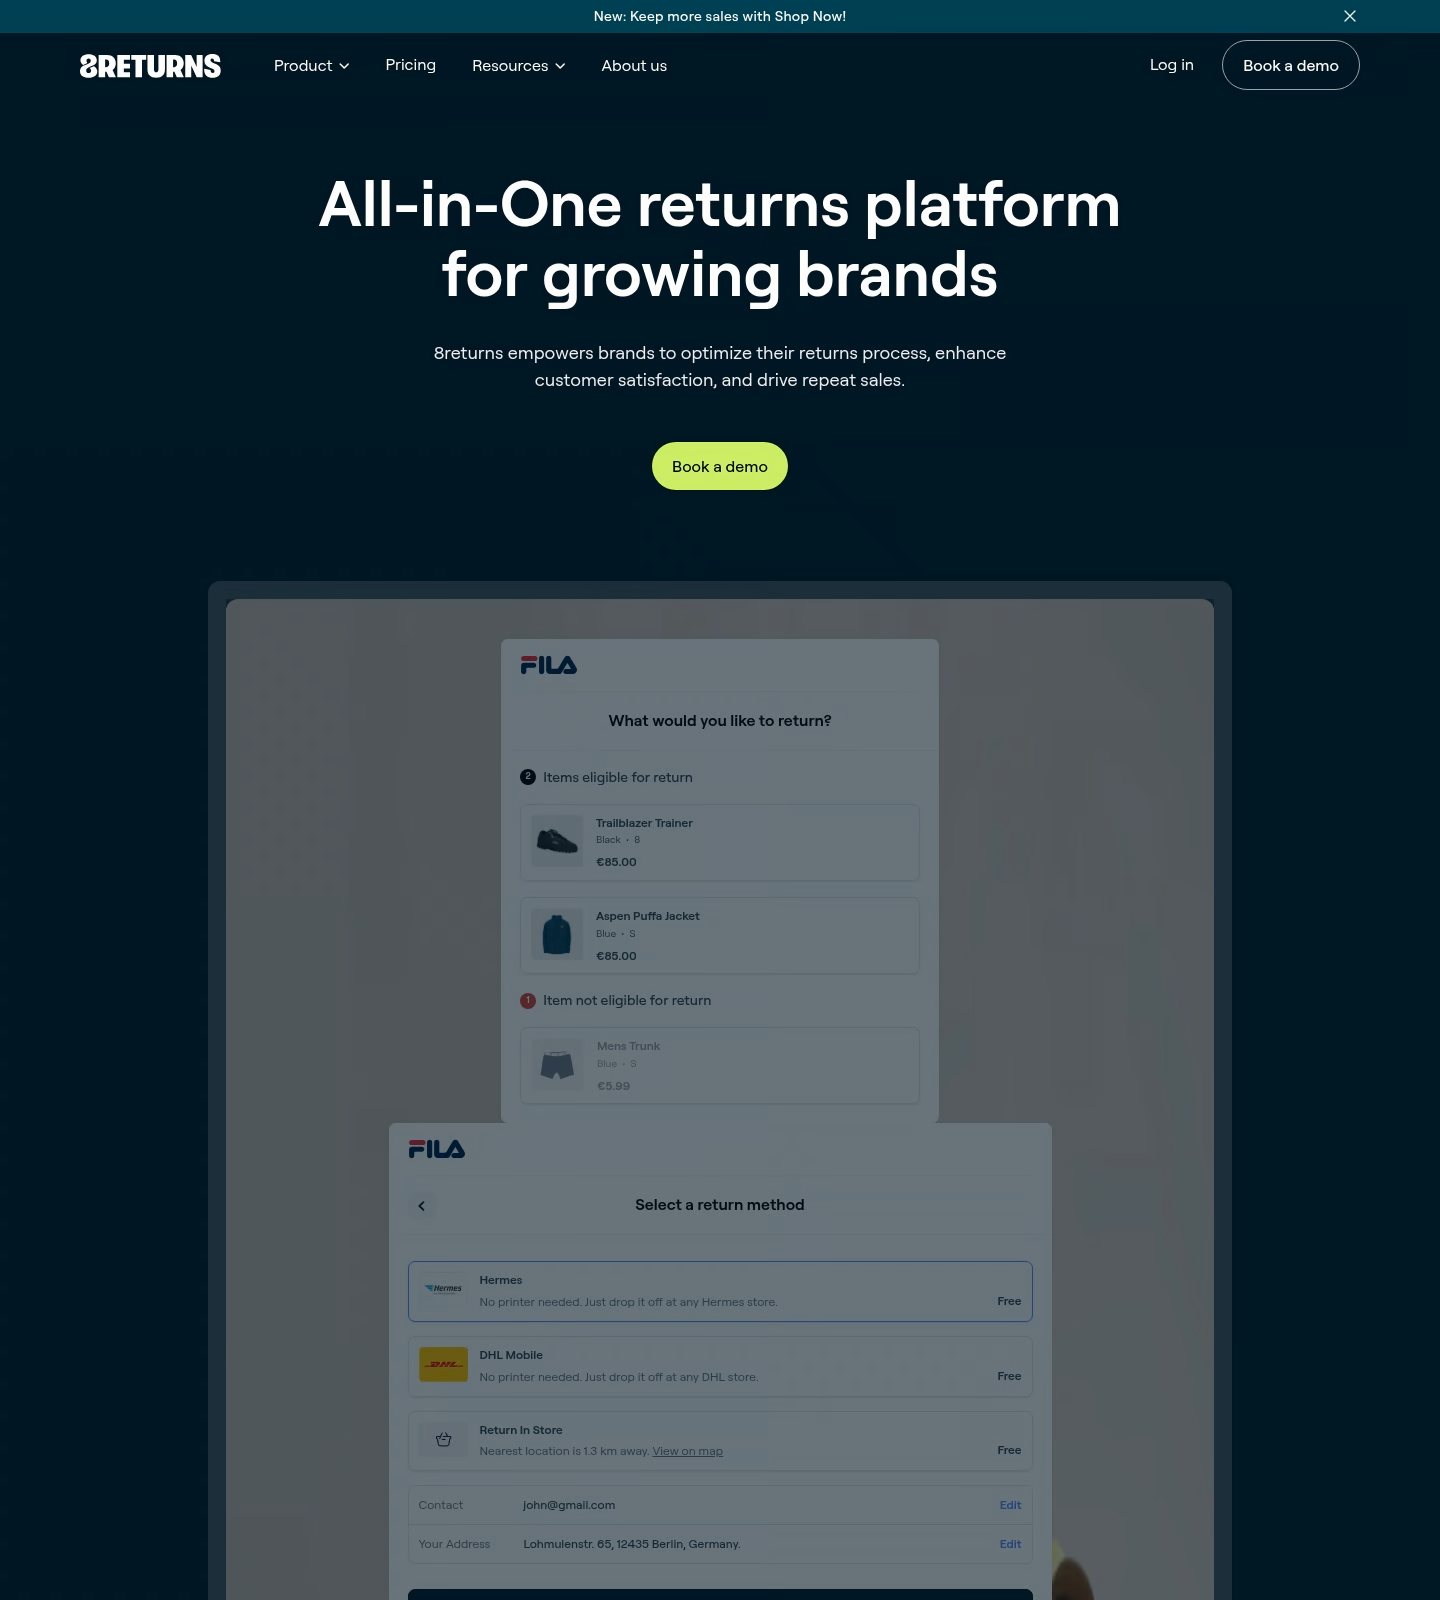 New: Keep more sales with Shop Now!
8RETURNS
Product
Pricing
Resources
About us
Log in
Book a demo
All-in-One returns platform
for growing brands
8returns empowers brands to optimize their returns process, enhance
customer satisfaction, and drive repeat sales.
Book a demo
FILA
What would you like to return?
2 Items eligible for return
Trailblazer Trainer
Black • 8
€85.00
Aspen Puffa Jacket
Blue • S
€85.00
1 Item not eligible for return
Mens Trunk
Blue • S
€5.99
FILA
Select a return method
Hermes
Hermes
No printer needed. Just drop it off at any Hermes store.
Free
DHL
DHL Mobile
No printer needed. Just drop it off at any DHL store.
Free
Return In Store
Nearest location is 1.3 km away. View on map
Free
Contact john@gmail.com Edit
Your Address Lohmulenstr. 65, 12435 Berlin, Germany. Edit